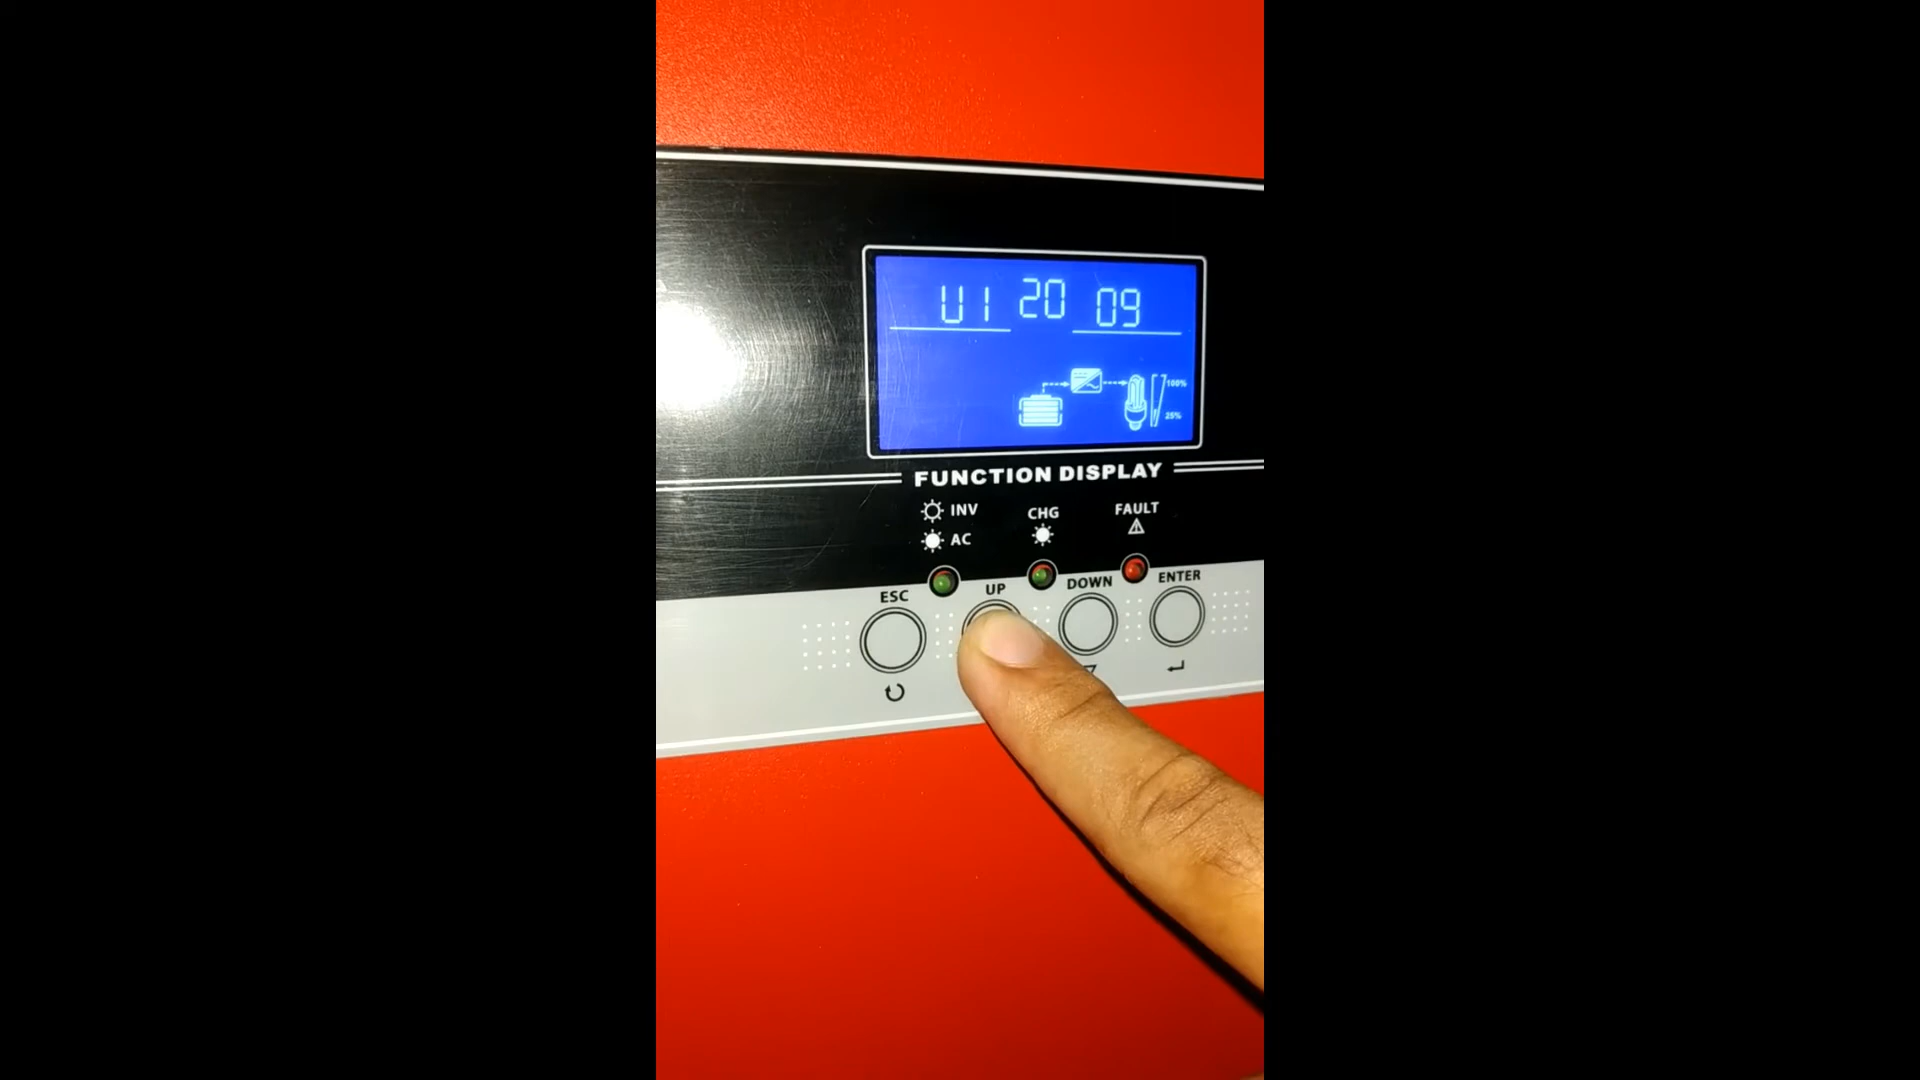 U1 20 09
100%
25%
FUNCTION DISPLAY
INV CHG FAULT
AC
ESC UP DOWN ENTER